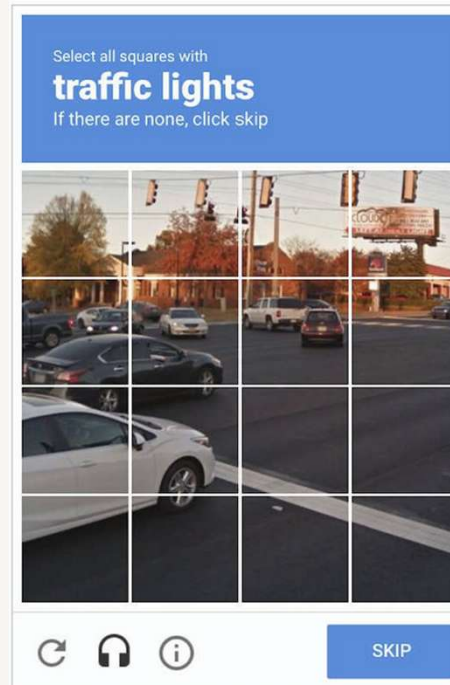 Select all squares with
traffic lights
If there are none, click skip
SKIP